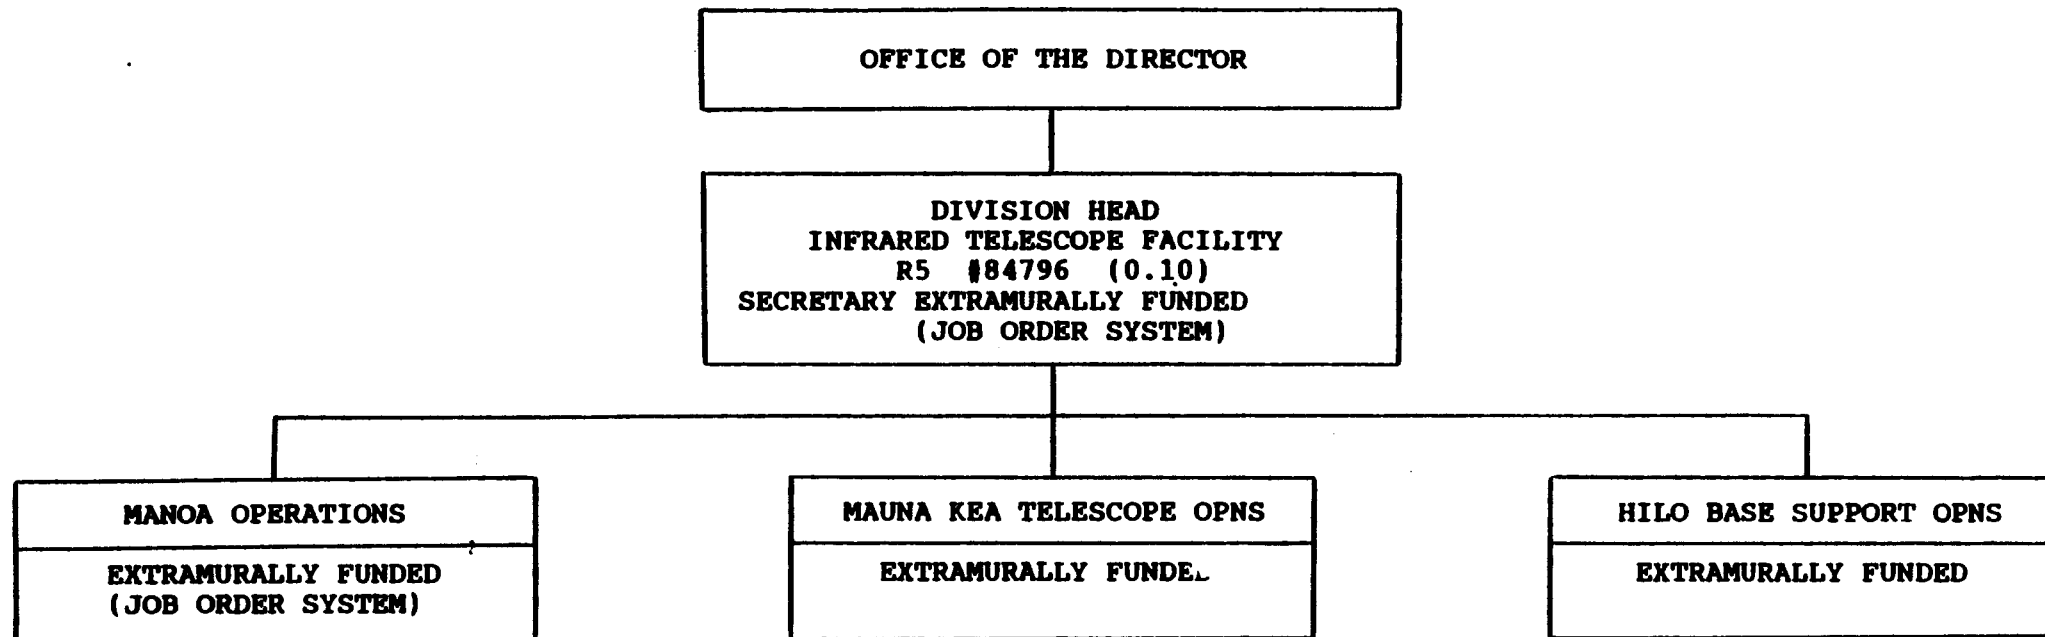 OFFICE OF THE DIRECTOR
DIVISION HEAD
INFRARED TELESCOPE FACILITY
R5 #84796 (0.10)
SECRETARY EXTRAMURALLY FUNDED
(JOB ORDER SYSTEM)
MANOA OPERATIONS
EXTRAMURALLY FUNDED
(JOB ORDER SYSTEM)
MAUNA KEA TELESCOPE OPNS
EXTRAMURALLY FUNDED
HILO BASE SUPPORT OPNS
EXTRAMURALLY FUNDED